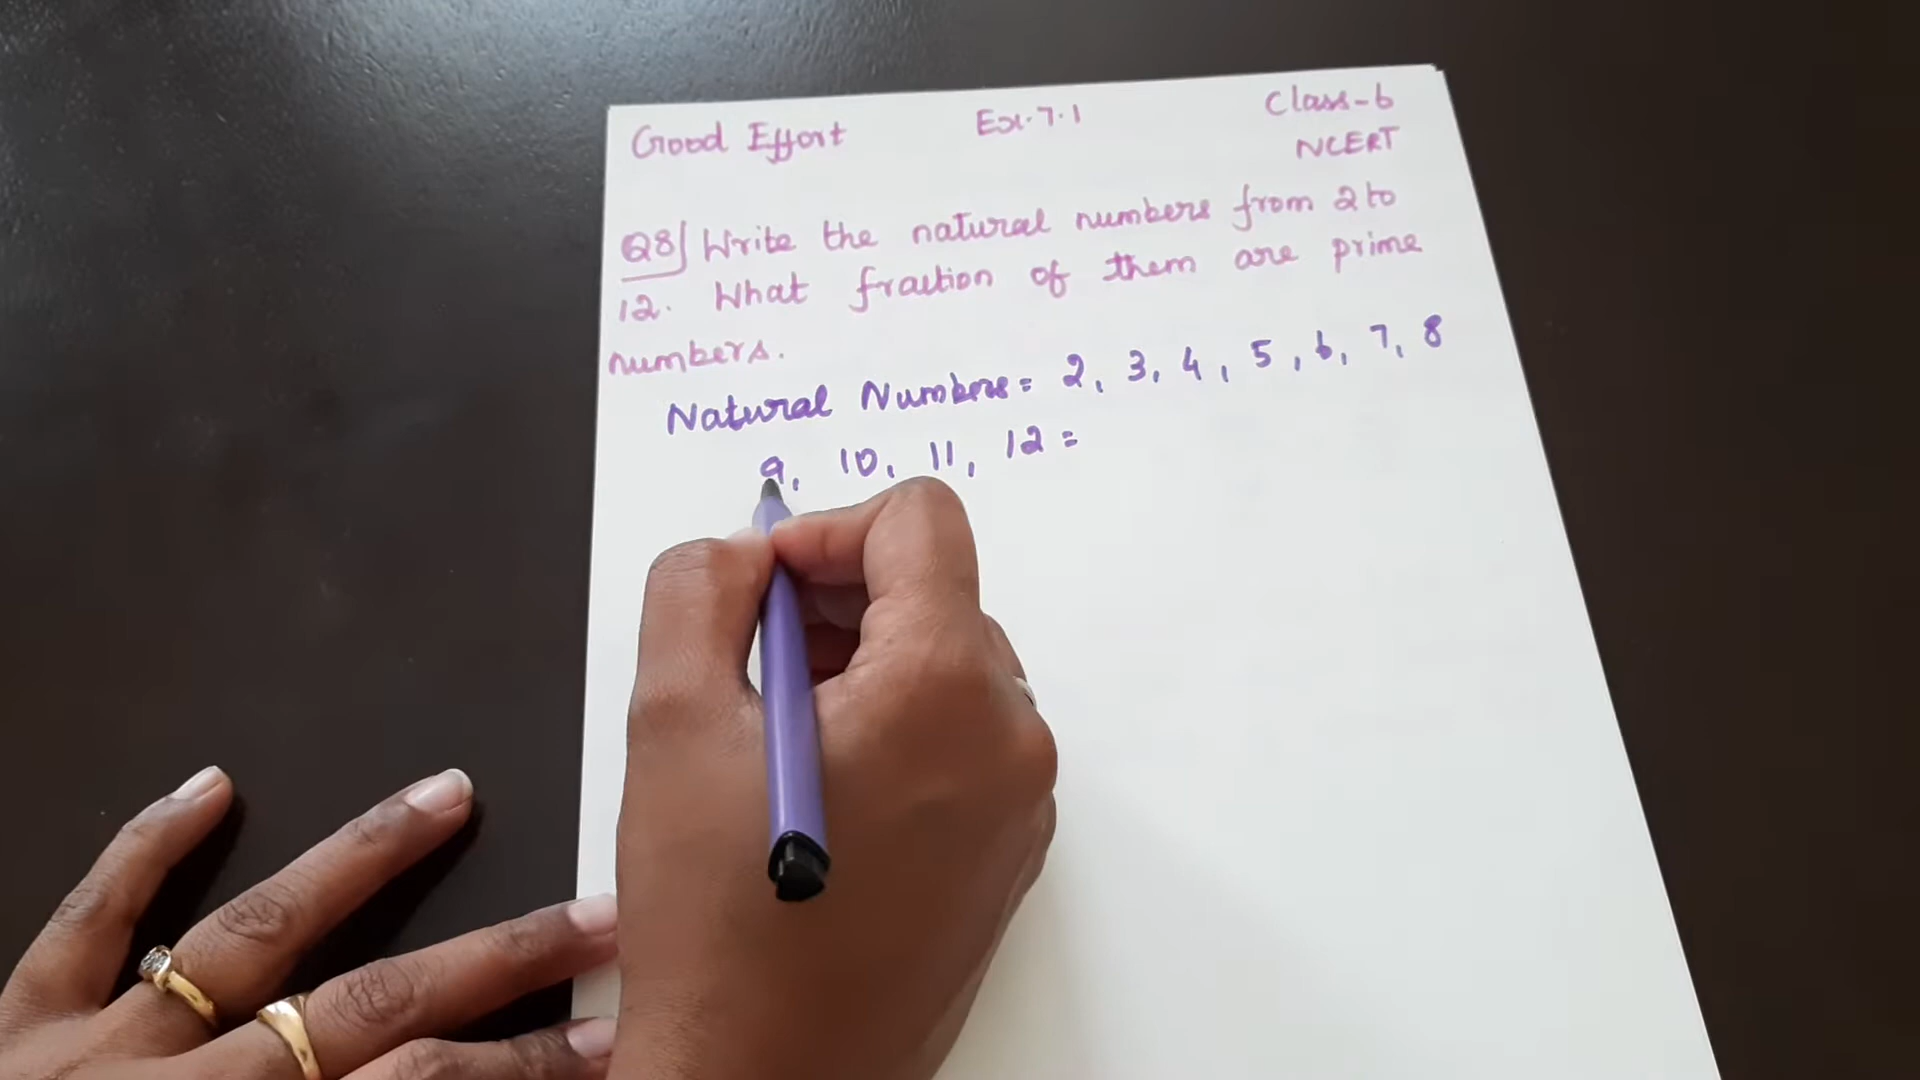 Good Effort Ex.7.1 Class-6
NCERT
Q8) Write the natural numbers from 2 to
12. What fraction of them are prime
numbers.
Natural Numbers = 2, 3, 4, 5, 6, 7, 8
9, 10, 11, 12 =